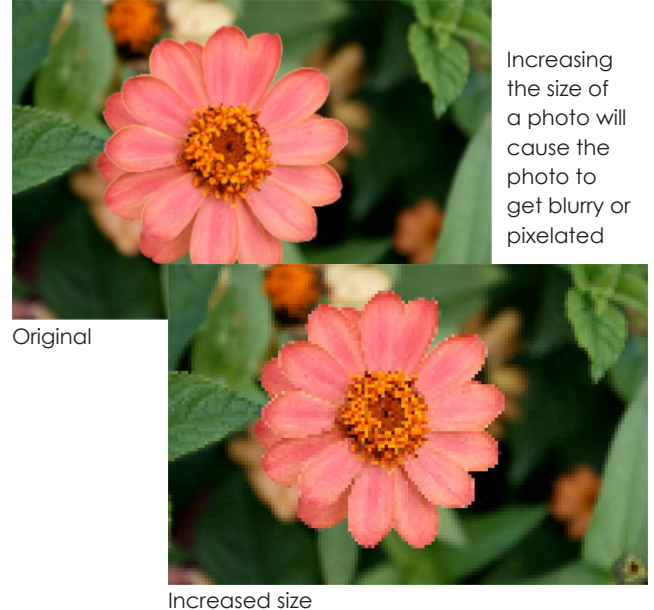 Increasing
the size of
a photo will
cause the
photo to
get blurry or
pixelated
Original
Increased size